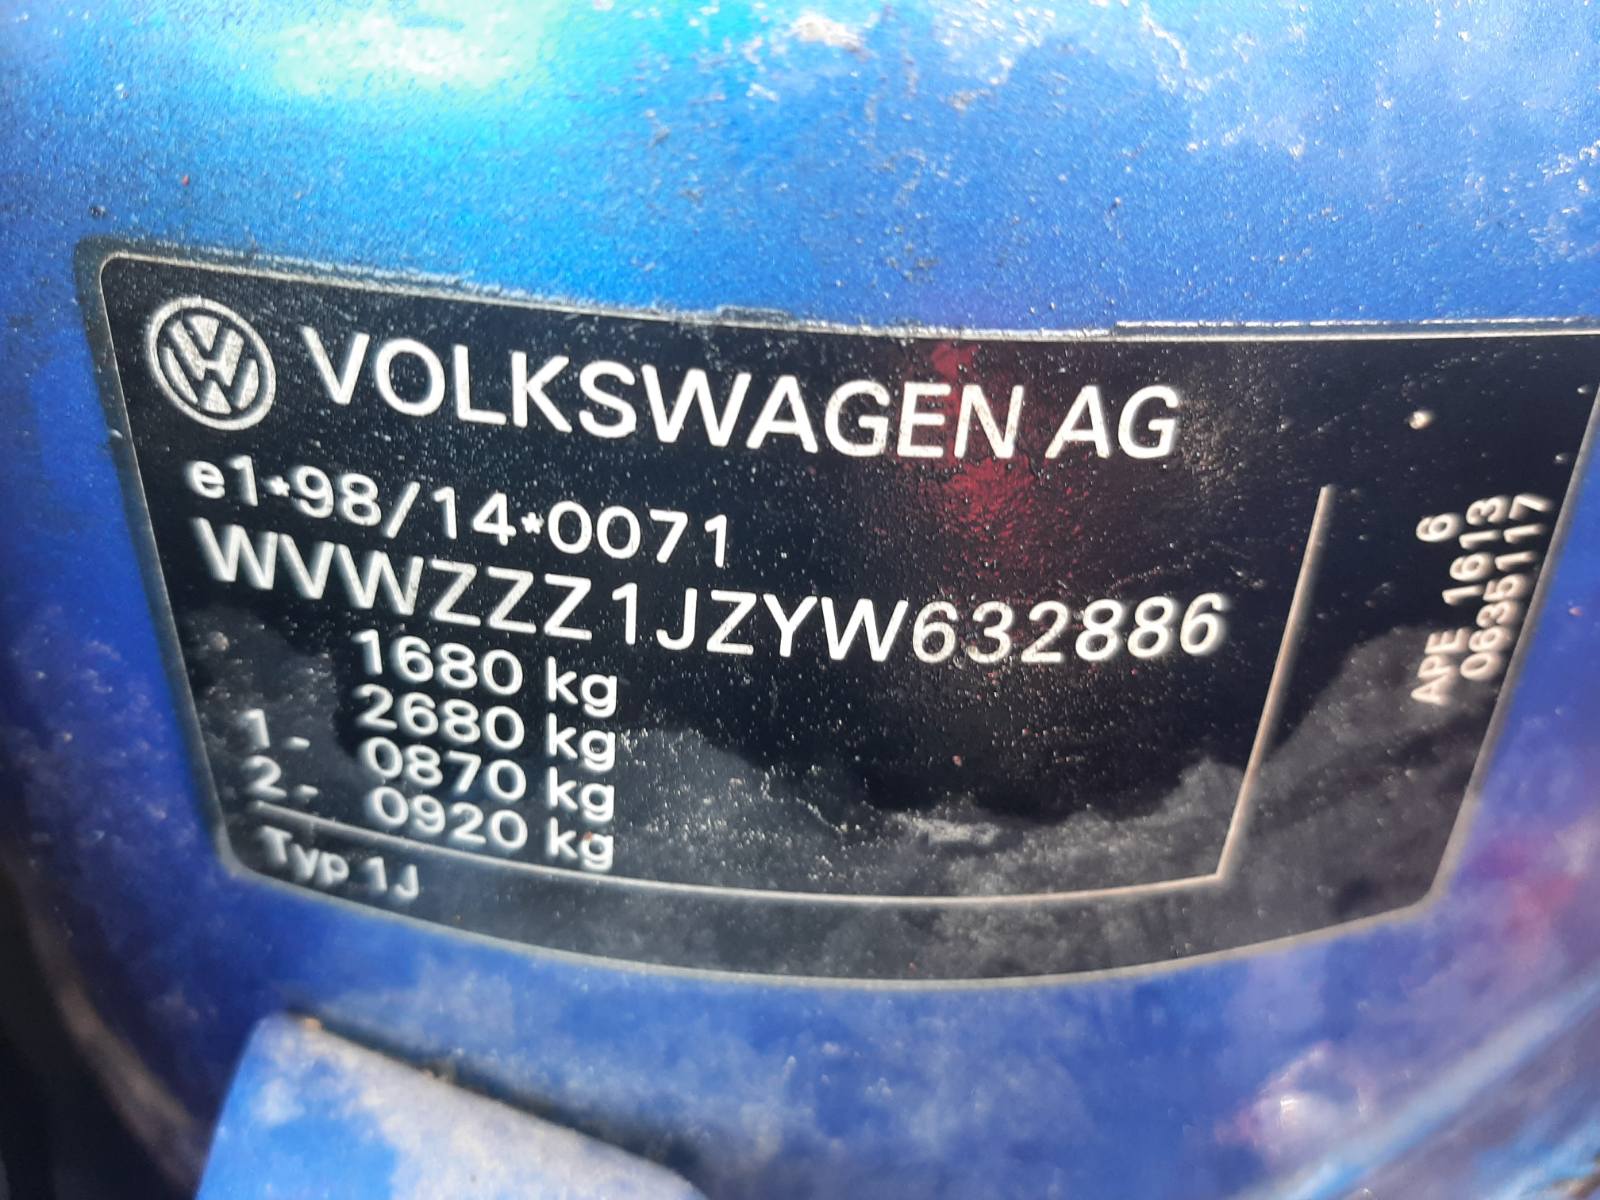 VOLKSWAGEN AG
e1*98/14*0071
WVWZZZ1JZYW632886
1680 kg
2680 kg
1- 0870 kg
2- 0920 kg
Typ 1J
6
APE 1613
0635117